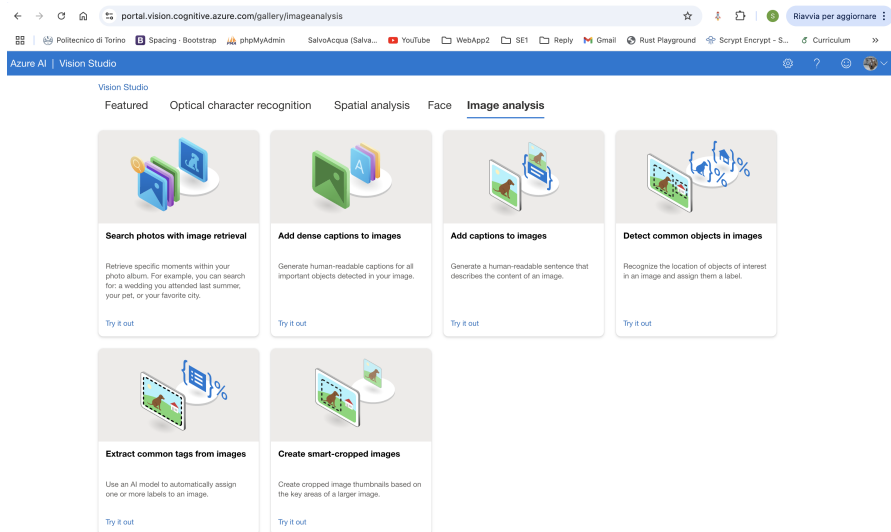 portal.vision.cognitive.azure.com/gallery/imageanalysis
S
Riavvia per aggiornare
Politecnico di Torino
B Spacing · Bootstrap
phpMyAdmin
SalvoAcqua (Salva...
YouTube
WebApp2
SE1
Reply
Gmail
Rust Playground
Scrypt Encrypt - S...
Curriculum
»
Azure AI | Vision Studio
?
Vision Studio
Featured
Optical character recognition
Spatial analysis
Face
Image analysis
A
{ }
{ }%
{ }%
Search photos with image retrieval
Add dense captions to images
Add captions to images
Detect common objects in images
Retrieve specific moments within your
photo album. For example, you can search
for: a wedding you attended last summer,
your pet, or your favorite city.
Generate human-readable captions for all
important objects detected in your image.
Generate a human-readable sentence that
describes the content of an image.
Recognize the location of objects of interest
in an image and assign them a label.
Try it out
Try it out
Try it out
Try it out
{ }%
Extract common tags from images
Create smart-cropped images
Use an AI model to automatically assign
one or more labels to an image.
Create cropped image thumbnails based on
the key areas of a larger image.
Try it out
Try it out